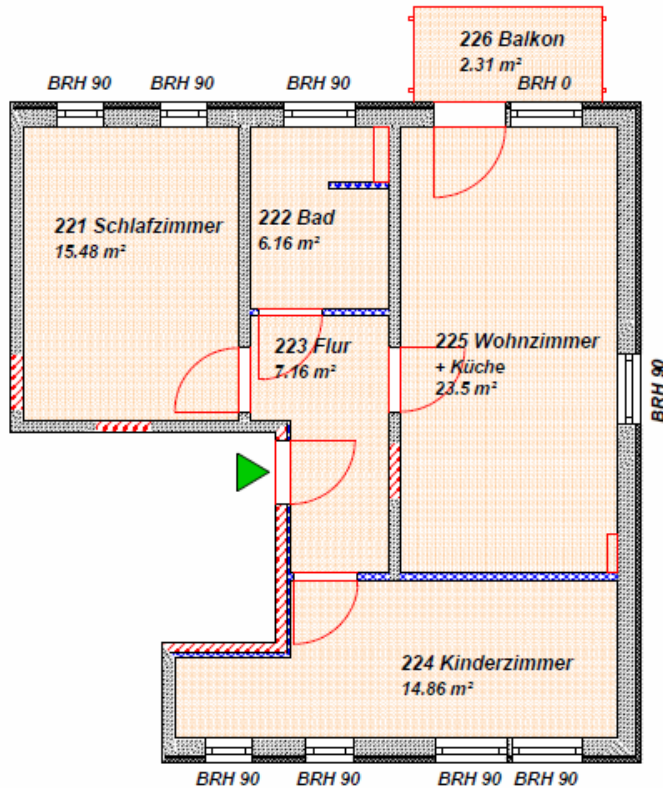 226 Balkon
2.31 m²
BRH 90
BRH 90
BRH 90
BRH 0
221 Schlafzimmer
15.48 m²
222 Bad
6.16 m²
223 Flur
7.16 m²
225 Wohnzimmer
+ Küche
23.5 m²
BRH 90
224 Kinderzimmer
14.86 m²
BRH 90
BRH 90
BRH 90
BRH 90